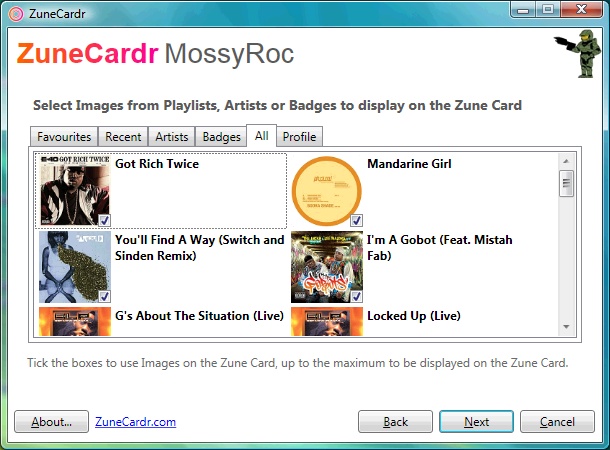 ZuneCardr
ZuneCardr MossyRoc
Select Images from Playlists, Artists or Badges to display on the Zune Card
Favourites Recent Artists Badges All Profile
E-40 GOT RICH TWICE
Got Rich Twice
Mandarine Girl
You'll Find A Way (Switch and
Sinden Remix)
I'm A Gobot (Feat. Mistah
Fab)
G's About The Situation (Live)
Locked Up (Live)
Tick the boxes to use Images on the Zune Card, up to the maximum to be displayed on the Zune Card.
About... ZuneCardr.com Back Next Cancel